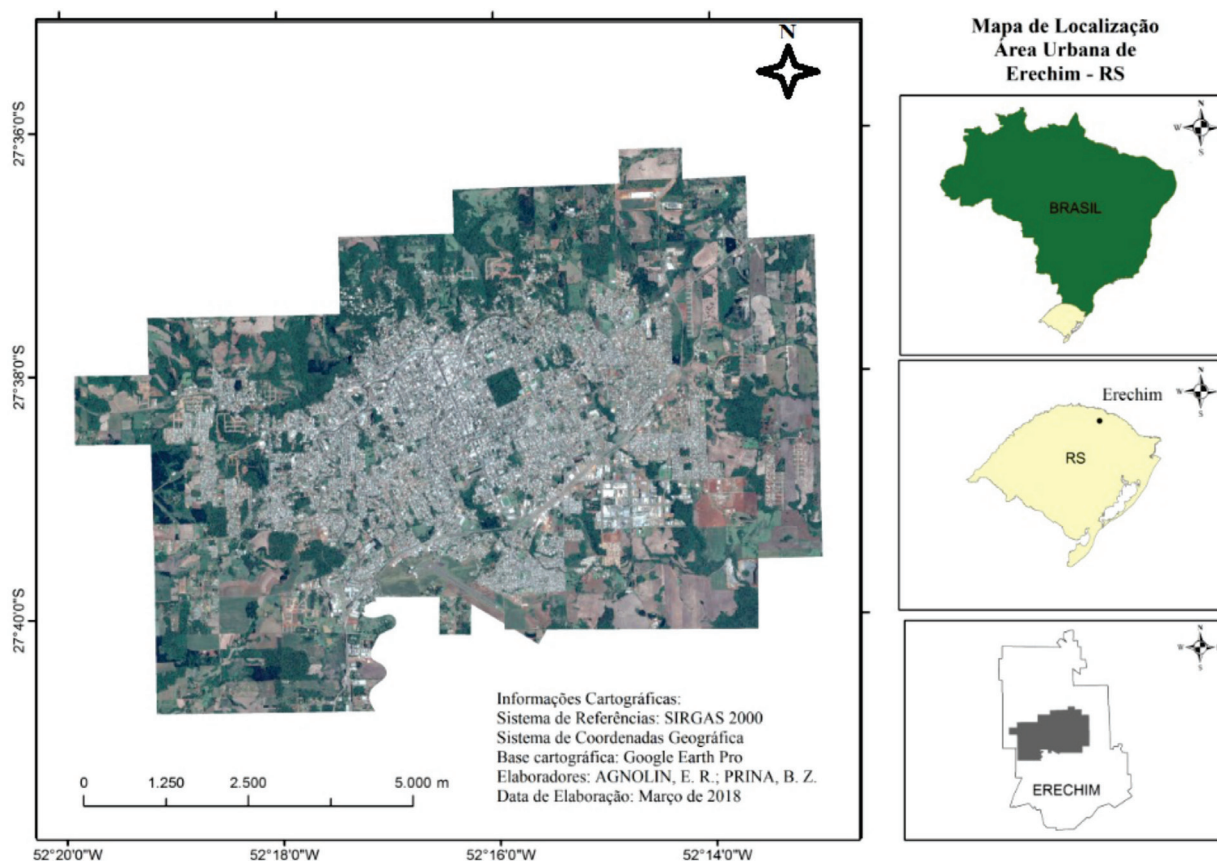 N
27°36'0"S
27°38'0"S
27°40'0"S
Informações Cartográficas:
Sistema de Referências: SIRGAS 2000
Sistema de Coordenadas Geográfica
Base cartográfica: Google Earth Pro
Elaboradores: AGNOLIN, E. R.; PRINA, B. Z.
Data de Elaboração: Março de 2018
0 1.250 2.500 5.000 m
52°20'0"W 52°18'0"W 52°16'0"W 52°14'0"W
Mapa de Localização
Área Urbana de
Erechim - RS
N
W
S
BRASIL
Erechim
N
W
S
RS
N
W
S
ERECHIM